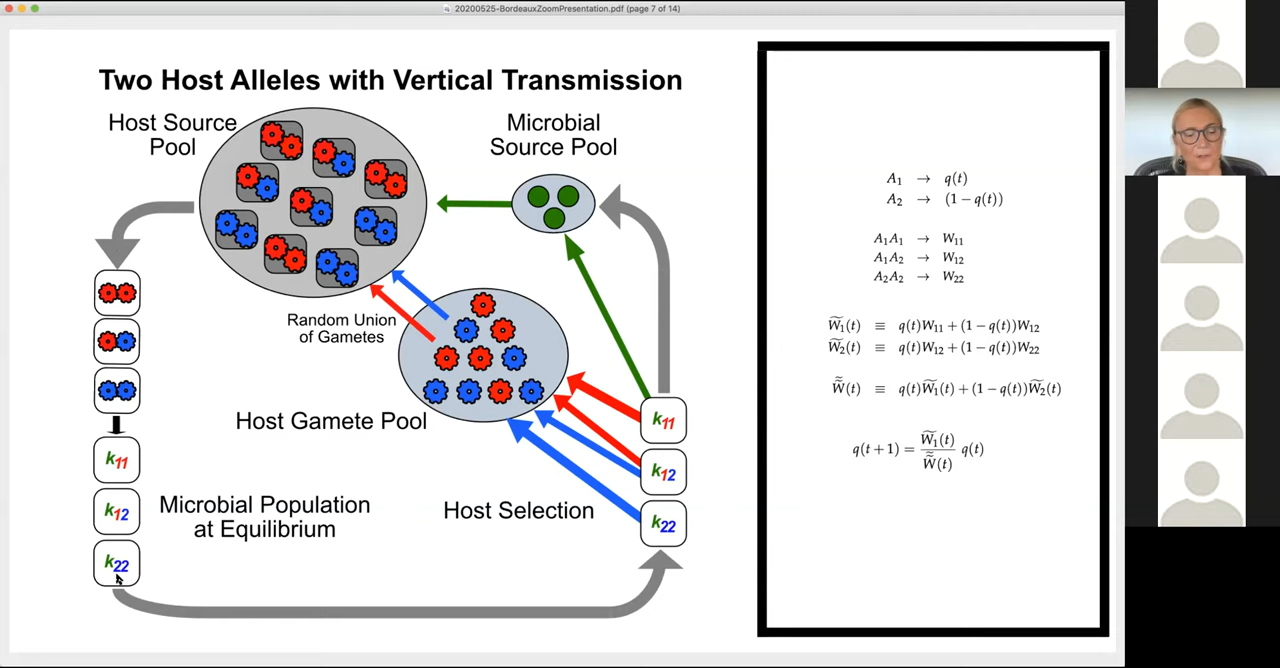 20200525-BordeauxZoomPresentation.pdf (page 7 of 14)
Two Host Alleles with Vertical Transmission
Host Source
Pool
Microbial
Source Pool
Random Union
of Gametes
Host Gamete Pool
k11
k12
k22
Microbial Population
at Equilibrium
Host Selection
k11
k12
k22
A₁ → q(t)
A₂ → (1 − q(t))
A₁A₁ → W₁₁
A₁A₂ → W₁₂
A₂A₂ → W₂₂
W̃₁(t) ≡ q(t)W₁₁ + (1 − q(t))W₁₂
W̃₂(t) ≡ q(t)W₁₂ + (1 − q(t))W₂₂
W̃̃(t) ≡ q(t)W̃₁(t) + (1 − q(t))W̃₂(t)
q(t + 1) = W̃₁(t) / W̃̃(t) q(t)